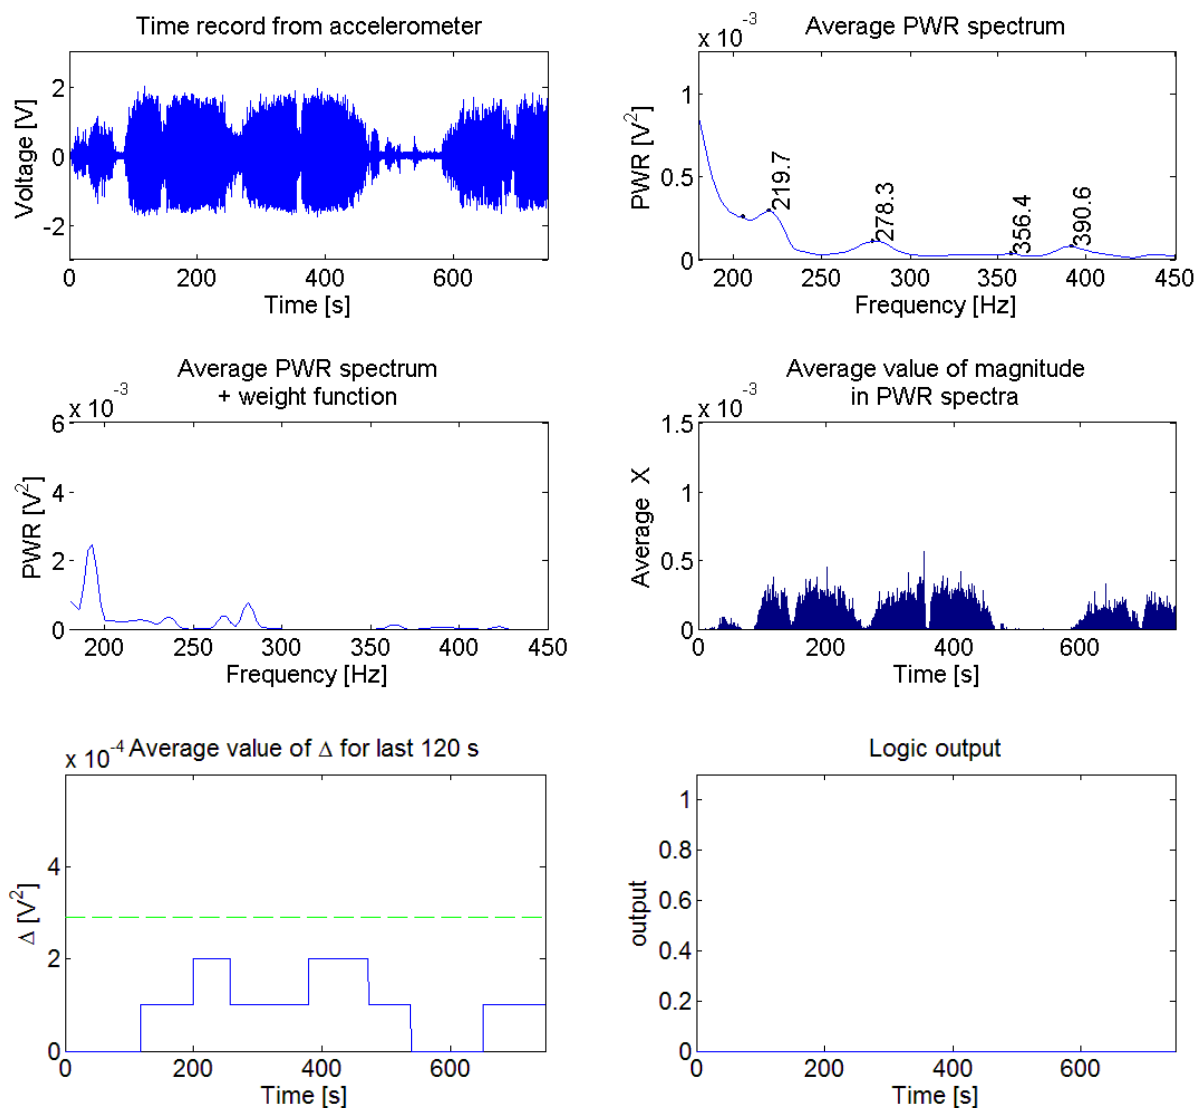 Time record from accelerometer
2
0
-2
Voltage [V]
0 200 400 600
Time [s]
Average PWR spectrum
x 10^-3
1
0.5
0
PWR [V^2]
219.7
278.3
356.4
390.6
200 250 300 350 400 450
Frequency [Hz]
Average PWR spectrum
+ weight function
x 10^-3
6
4
2
0
PWR [V^2]
200 250 300 350 400 450
Frequency [Hz]
Average value of magnitude
in PWR spectra
x 10^-3
1.5
1
0.5
0
Average X
0 200 400 600
Time [s]
x 10^-4 Average value of Δ for last 120 s
4
2
0
Δ [V^2]
0 200 400 600
Time [s]
Logic output
1
0.8
0.6
0.4
0.2
0
output
0 200 400 600
Time [s]